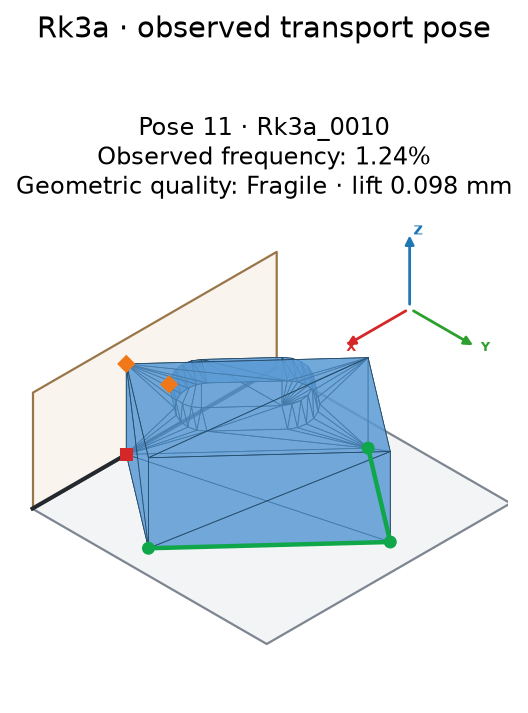 Rk3a · observed transport pose
Pose 11 · Rk3a_0010
Observed frequency: 1.24%
Geometric quality: Fragile · lift 0.098 mm
Z
X
Y